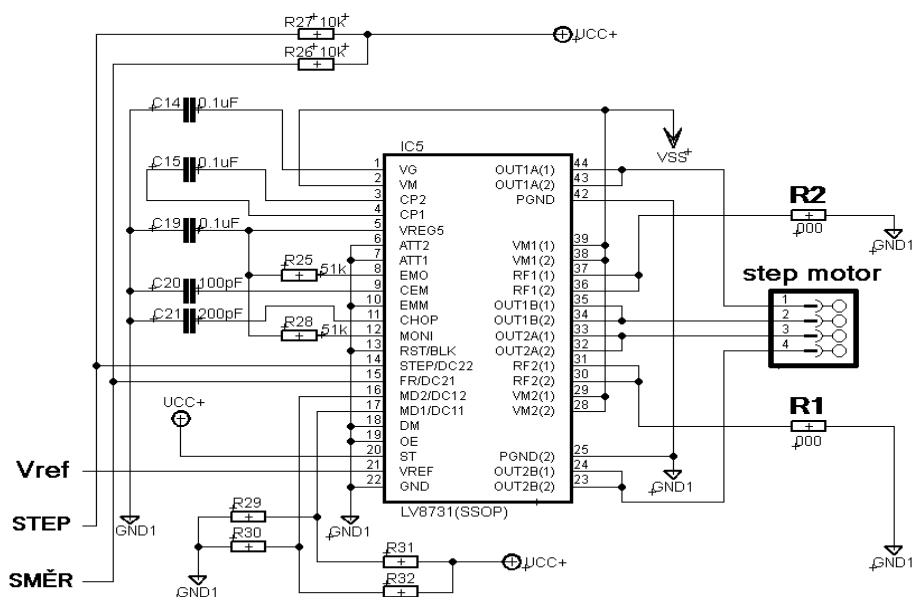 R27 10K
UCC+
R26 10K
C14 0.1uF
VSS
IC5
C15 0.1uF
R2
000
GND1
C19 0.1uF
R25 51k
step motor
C20 100pF
C21 200pF
R28 51k
1
2
3
4
1 VG OUT1A(1) 44
2 VM OUT1A(2) 43
3 CP2 PGND 42
4 CP1
5 VREG5
6 ATT2 VM1(1) 39
7 ATT1 VM1(2) 38
8 EMO RF1(1) 37
9 CEM RF1(2) 36
10 EMM OUT1B(1) 35
11 CHOP OUT1B(2) 34
12 MONI OUT2A(1) 33
13 RST/BLK OUT2A(2) 32
14 STEP/DC22 RF2(1) 31
15 FR/DC21 RF2(2) 30
16 MD2/DC12 VM2(1) 29
17 MD1/DC11 VM2(2) 28
18 DM
19 OE
20 ST PGND(2) 25
21 VREF OUT2B(1) 24
22 GND OUT2B(2) 23
LV8731(SSOP)
UCC+
R1
000
Vref
GND1
STEP
GND1
R29
GND1
R30
R31
UCC+
GND1
SMĚR
GND1
R32